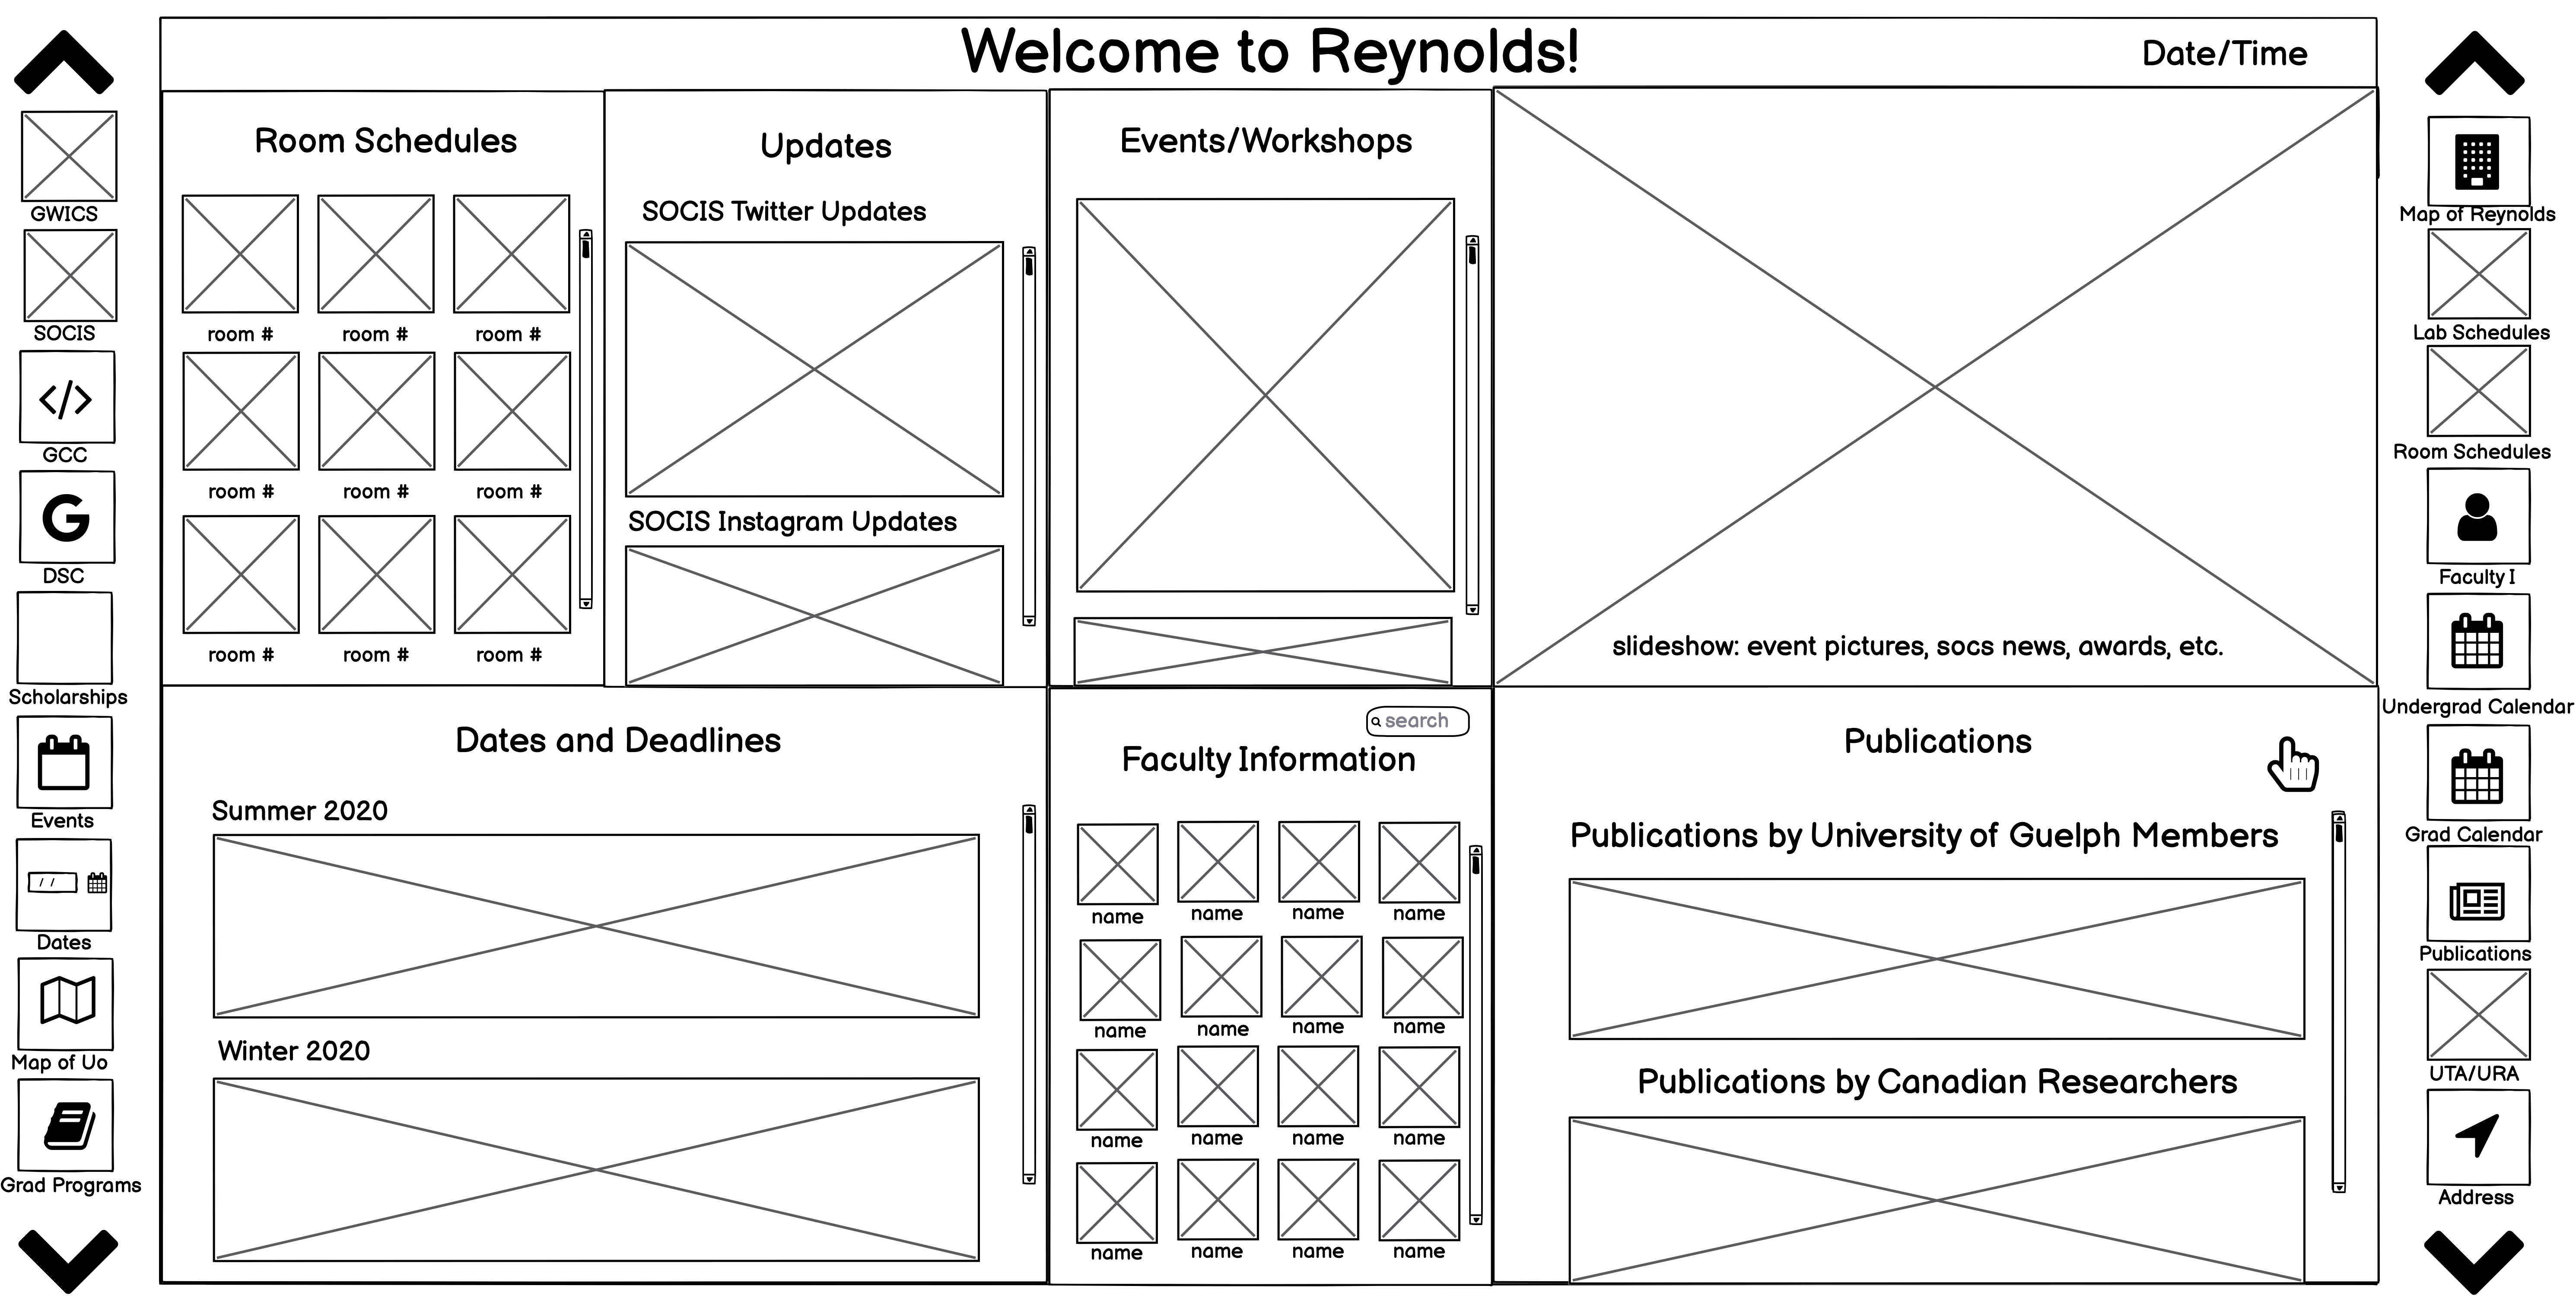 Welcome to Reynolds!
Date/Time
GWICS
SOCIS
GCC
DSC
Scholarships
Events
/ /
Dates
Map of Uo
Grad Programs
Room Schedules
room # room # room #
room # room # room #
room # room # room #
Updates
SOCIS Twitter Updates
SOCIS Instagram Updates
Events/Workshops
slideshow: event pictures, socs news, awards, etc.
Dates and Deadlines
Summer 2020
Winter 2020
search
Faculty Information
name name name name
name name name name
name name name name
name name name name
Publications
Publications by University of Guelph Members
Publications by Canadian Researchers
Map of Reynolds
Lab Schedules
Room Schedules
Faculty I
Undergrad Calendar
Grad Calendar
Publications
UTA/URA
Address